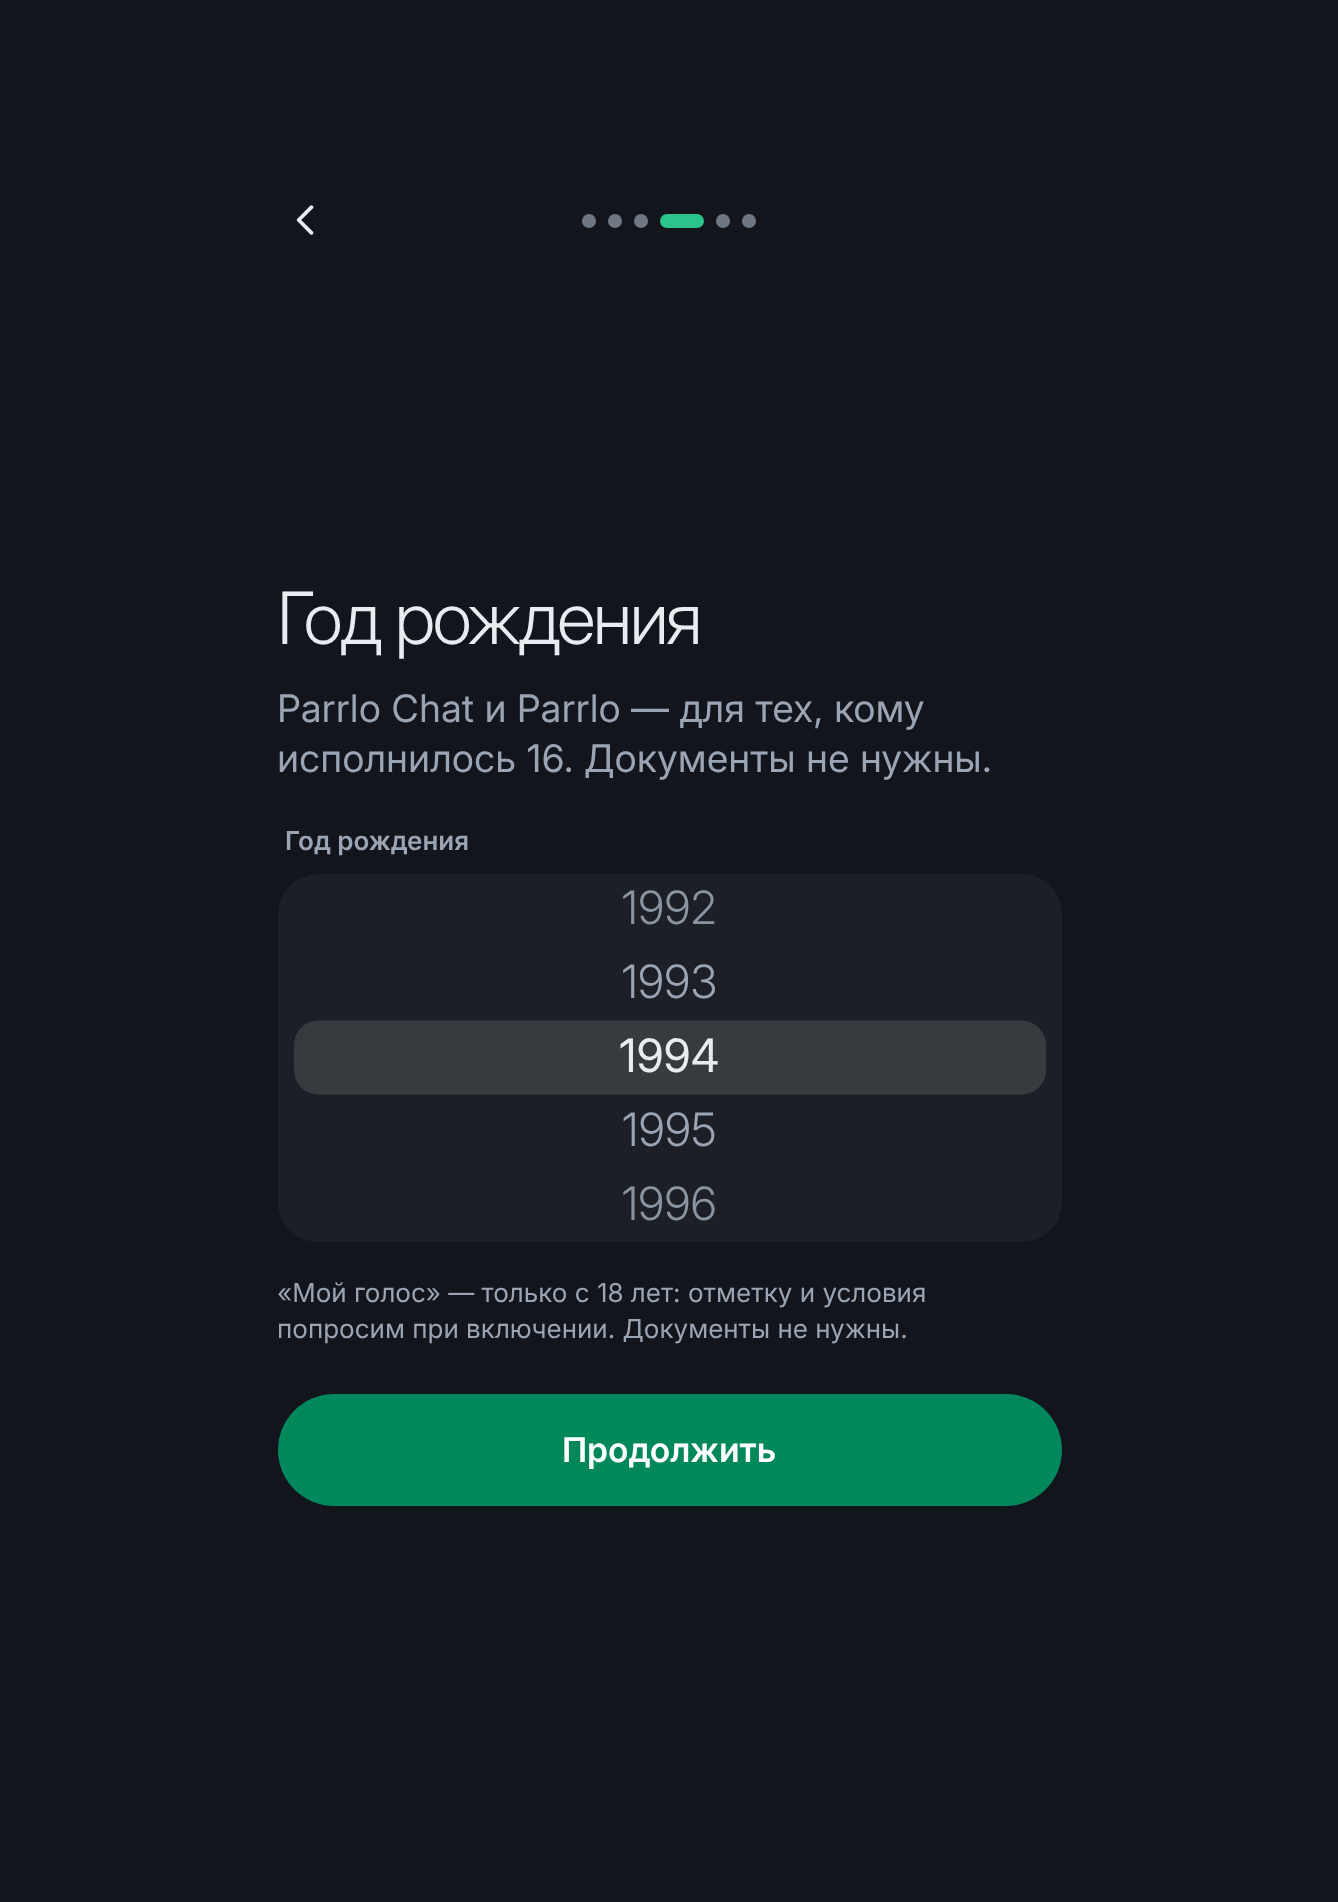 Год рождения
Parrlo Chat и Parrlo — для тех, кому
исполнилось 16. Документы не нужны.
Год рождения
1992
1993
1994
1995
1996
«Мой голос» — только с 18 лет: отметку и условия
попросим при включении. Документы не нужны.
Продолжить